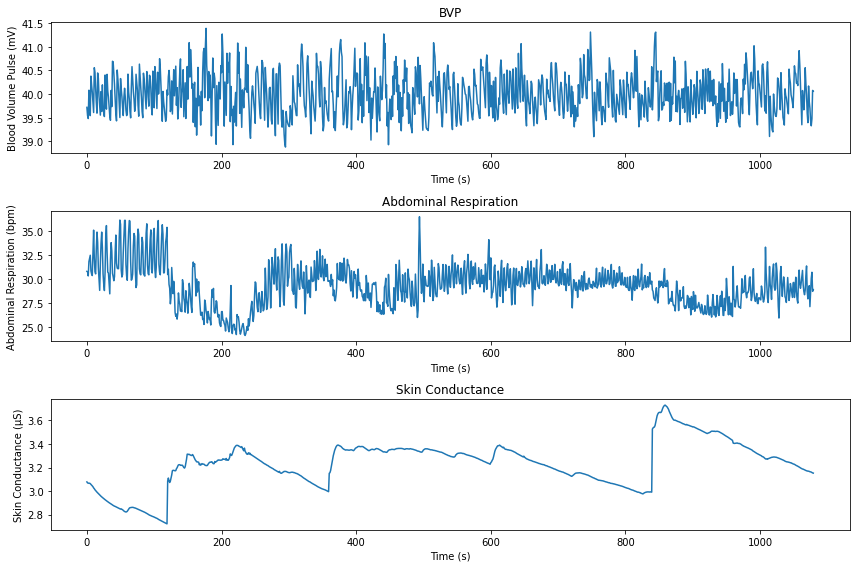 BVP
Blood Volume Pulse (mV)
41.5
41.0
40.5
40.0
39.5
39.0
0 200 400 600 800 1000
Time (s)
Abdominal Respiration
Abdominal Respiration (bpm)
35.0
32.5
30.0
27.5
25.0
0 200 400 600 800 1000
Time (s)
Skin Conductance
Skin Conductance (μS)
3.6
3.4
3.2
3.0
2.8
0 200 400 600 800 1000
Time (s)